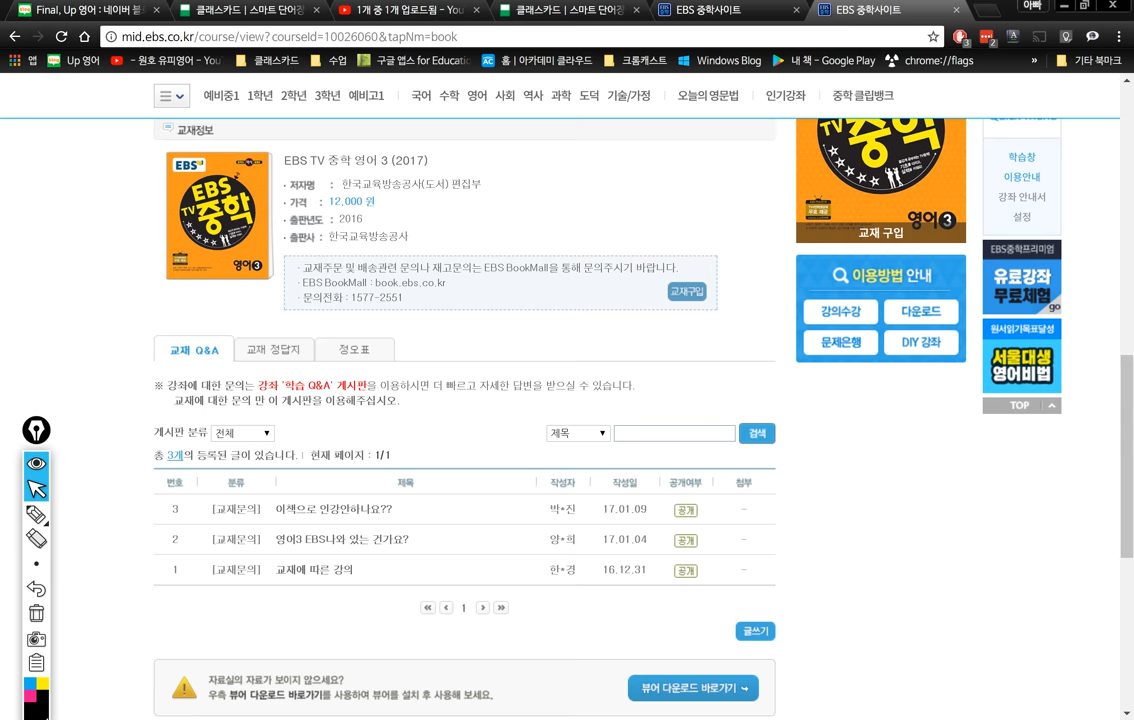 Final, Up 영어 : 네이버 블
클래스카드 | 스마트 단어장
1개 중 1개 업로드됨 - You
클래스카드 | 스마트 단어장
EBS 중학사이트
EBS 중학사이트
아빠
mid.ebs.co.kr/course/view?courseId=10026060&tapNm=book
앱
Up 영어
- 원호 유피영어 - You
클래스카드
수업
구글 앱스 for Educatio
홈 | 아카데미 클라우드
크롬캐스트
Windows Blog
내 책 - Google Play
chrome://flags
»
기타 북마크
예비중1 1학년 2학년 3학년 예비고1
국어 수학 영어 사회 역사 과학 도덕 기술/가정
오늘의 영문법
인기강좌
중학 클립뱅크
교재정보
EBS
EBS
TV
중학
영어3
EBS TV 중학 영어 3 (2017)
· 저자명 : 한국교육방송공사(도서) 편집부
· 가격 : 12,000 원
· 출판년도 : 2016
· 출판사 : 한국교육방송공사
· 교재주문 및 배송관련 문의나 재고문의는 EBS BookMall을 통해 문의주시기 바랍니다.
· EBS BookMall : book.ebs.co.kr
· 문의전화 : 1577-2551
교재구입
교재 Q&A
교재 정답지
정오표
※ 강좌에 대한 문의는 강좌 '학습 Q&A' 게시판을 이용하시면 더 빠르고 자세한 답변을 받으실 수 있습니다.
교재에 대한 문의 만 이 게시판을 이용해주십시오.
게시판 분류 전체
제목
검색
총 3개의 등록된 글이 있습니다. | 현재 페이지 : 1/1
번호 분류 제목 작성자 작성일 공개여부 첨부
3 [교재문의] 이책으로 인강안하나요?? 박*진 17.01.09 공개 -
2 [교재문의] 영어3 EBS나와 있는 건가요? 양*희 17.01.04 공개 -
1 [교재문의] 교재에 따른 강의 한*경 16.12.31 공개 -
1
글쓰기
자료실의 자료가 보이지 않으세요?
우측 뷰어 다운로드 바로가기를 사용하여 뷰어를 설치 후 사용해 보세요.
뷰어 다운로드 바로가기
TV
중학
영어3
교재 구입
이용방법 안내
강의수강
다운로드
문제은행
DIY 강좌
학습창
이용안내
강좌 안내서
설정
EBS중학프리미엄
유료강좌
무료체험
go
원서읽기목표달성
서울대생
영어비법
TOP